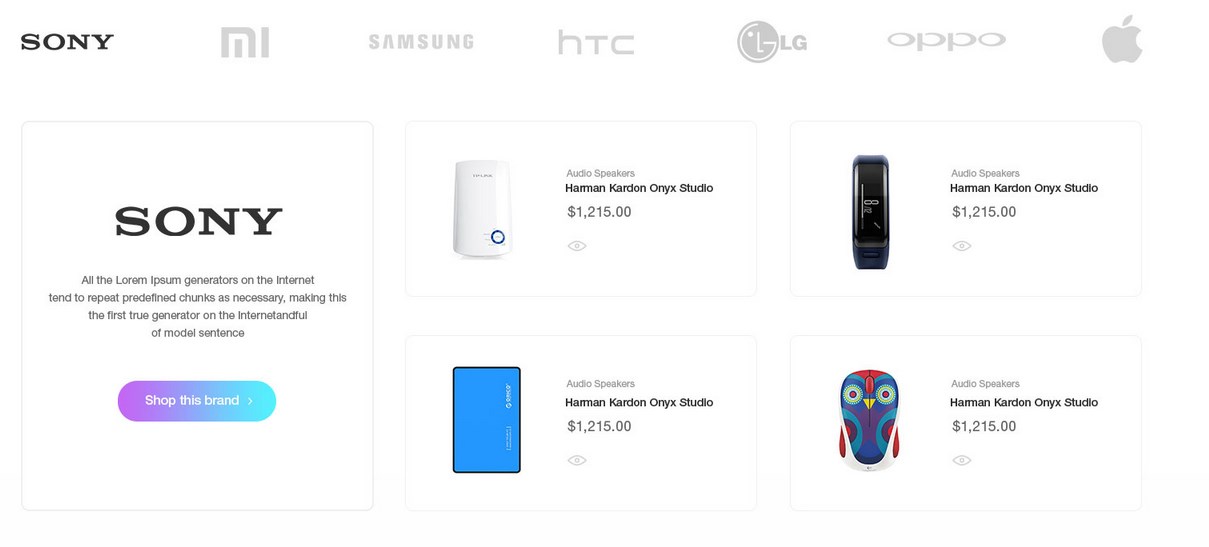 SONY
mi
SAMSUNG
hTC
LG
oppo
SONY
All the Lorem Ipsum generators on the Internet
tend to repeat predefined chunks as necessary, making this
the first true generator on the Internetandful
of model sentence
Shop this brand ›
TP-LINK
Audio Speakers
Harman Kardon Onyx Studio
$1,215.00
Audio Speakers
Harman Kardon Onyx Studio
$1,215.00
ORICO
Audio Speakers
Harman Kardon Onyx Studio
$1,215.00
Audio Speakers
Harman Kardon Onyx Studio
$1,215.00